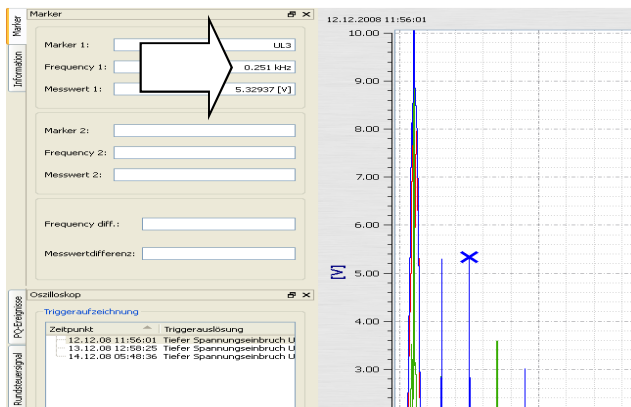 Marker
Marker
Information
Marker 1: UL3
Frequency 1: 0.251 kHz
Messwert 1: 5.32937 [V]
Marker 2:
Frequency 2:
Messwert 2:
Frequency diff.:
Messwertdifferenz:
PQ-Ereignisse
Rundsteuersignal
Oszilloskop
Triggeraufzeichnung
Zeitpunkt Triggerauslösung
12.12.08 11:56:01 Tiefer Spannungseinbruch U
13.12.08 12:58:25 Tiefer Spannungseinbruch U
14.12.08 05:48:36 Tiefer Spannungseinbruch U
12.12.2008 11:56:01
10.00
9.00
8.00
7.00
6.00
5.00
4.00
3.00
[V]